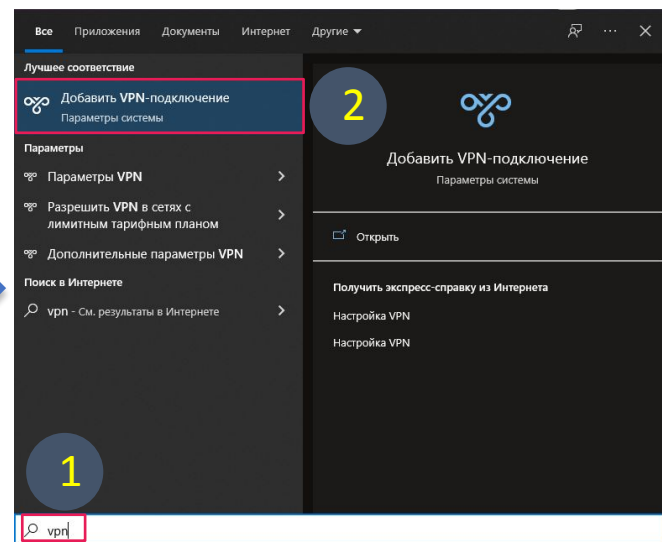 Все Приложения Документы Интернет Другие
Лучшее соответствие
Добавить VPN-подключение
Параметры системы
Параметры
Параметры VPN
Разрешить VPN в сетях с
лимитным тарифным планом
Дополнительные параметры VPN
Поиск в Интернете
vpn - См. результаты в Интернете
1
vpn
2
Добавить VPN-подключение
Параметры системы
Открыть
Получить экспресс-справку из Интернета
Настройка VPN
Настройка VPN